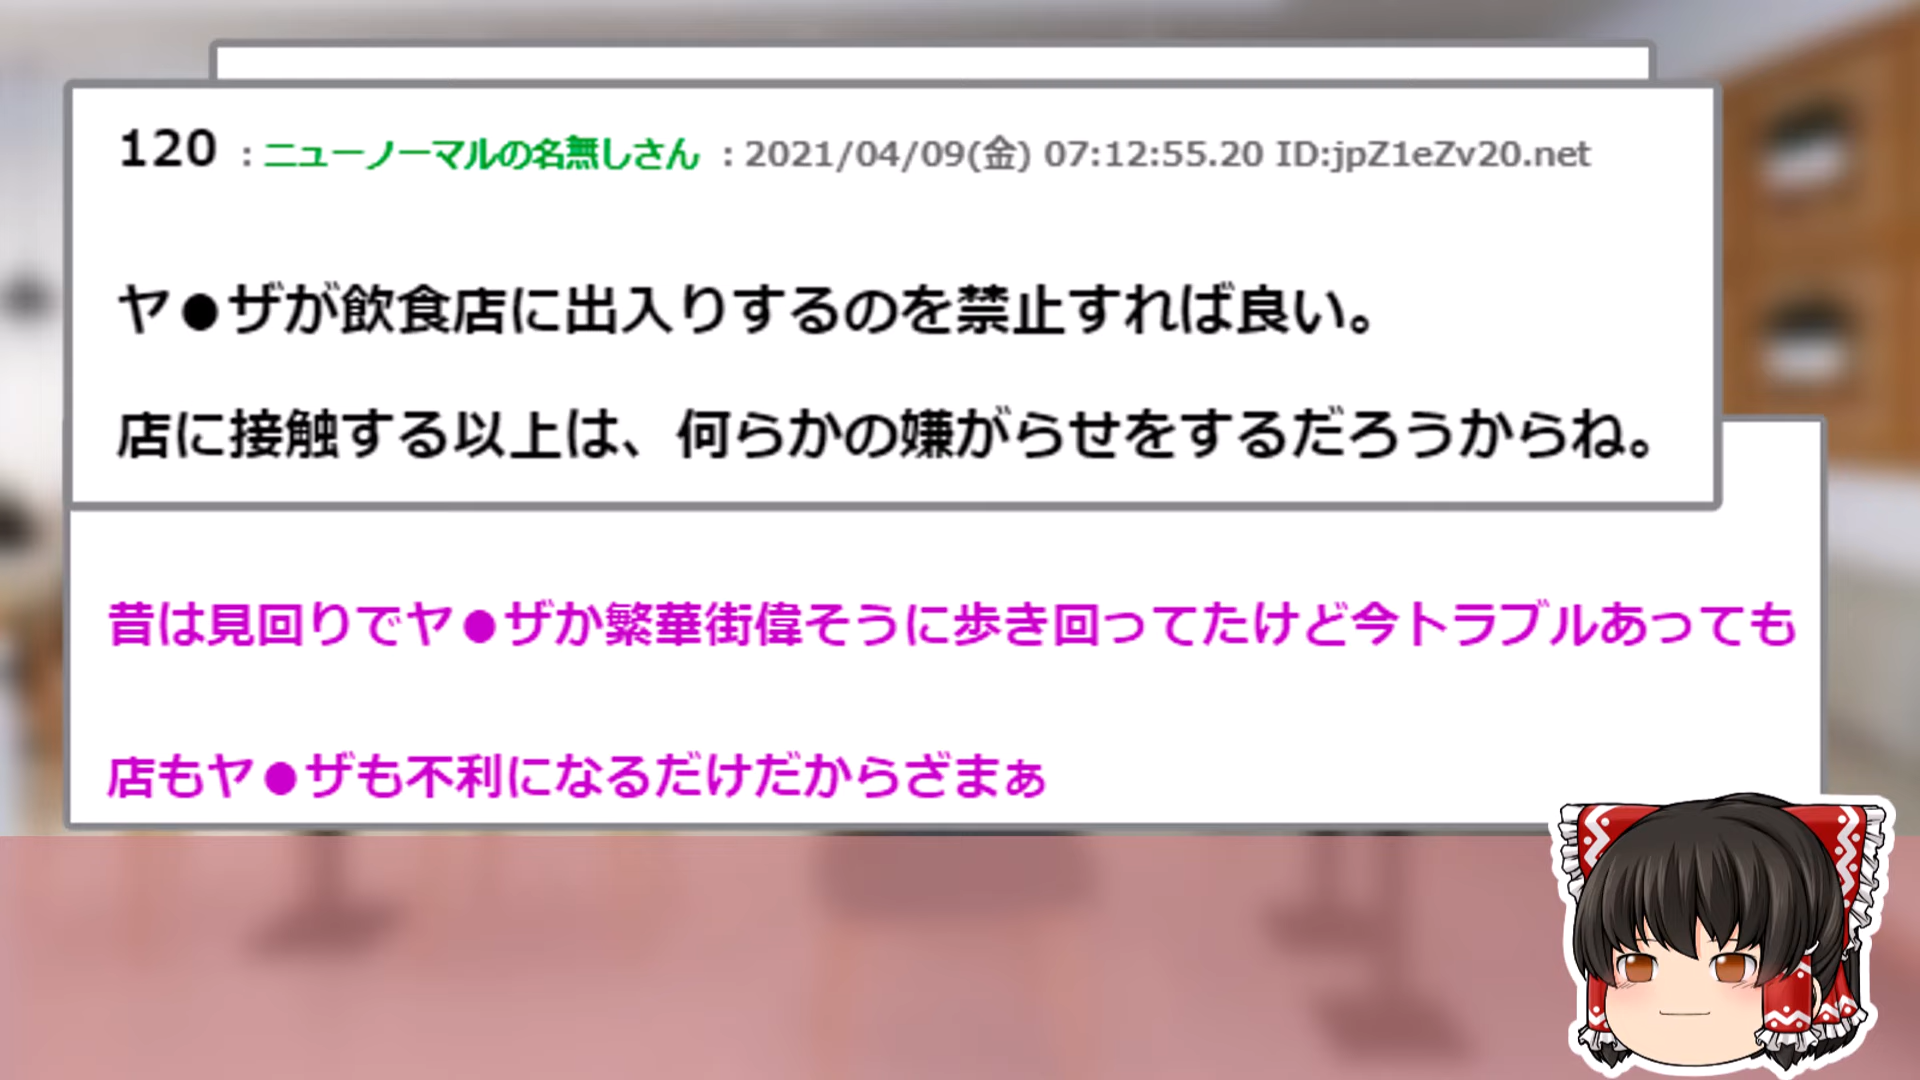 120 ：ニューノーマルの名無しさん ：2021/04/09(金) 07:12:55.20 ID:jpZ1eZv20.net
ヤ●ザが飲食店に出入りするのを禁止すれば良い。
店に接触する以上は、何らかの嫌がらせをするだろうからね。
昔は見回りでヤ●ザか繁華街偉そうに歩き回ってたけど今トラブルあっても
店もヤ●ザも不利になるだけだからざまぁ